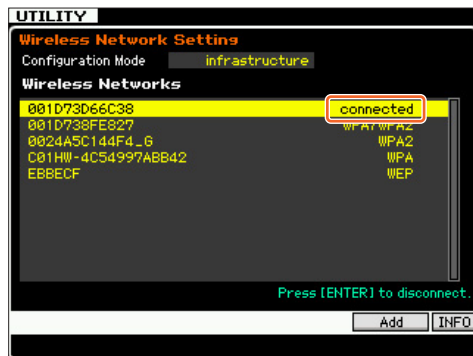 UTILITY
Wireless Network Setting
Configuration Mode infrastructure
Wireless Networks
001D73D66C38 connected
001D738FE827 WPA/WPA2
0024A5C144F4_G WPA2
C01HW-4C54997ABB42 WPA
EBBECF WEP
Press [ENTER] to disconnect.
Add INFO